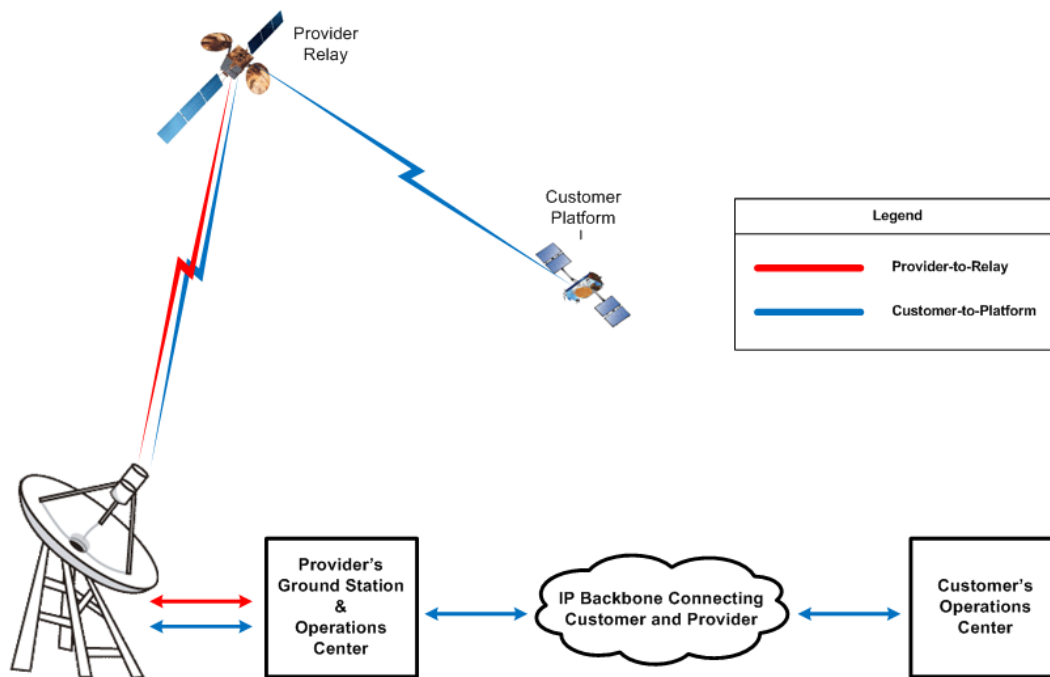 Provider
Relay
Customer
Platform
Legend
Provider-to-Relay
Customer-to-Platform
Provider's
Ground Station
&
Operations
Center
IP Backbone Connecting
Customer and Provider
Customer's
Operations
Center